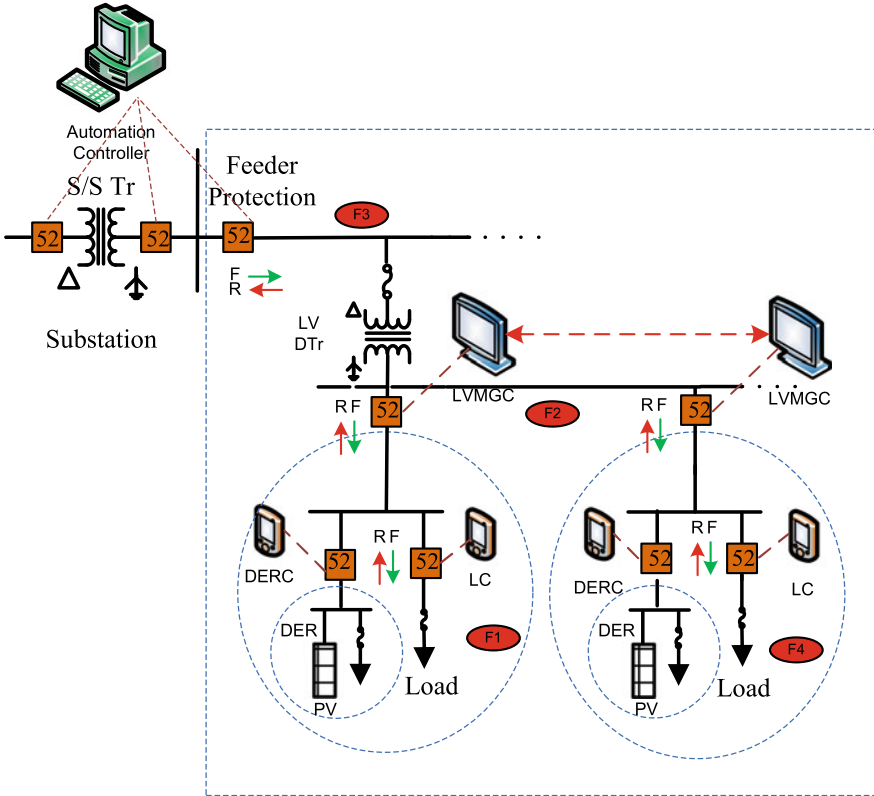 Automation
Controller
S/S Tr
Feeder
Protection
52
52
52
F3
F
R
Substation
LV
DTr
LVMGC
LVMGC
R F
52
F2
R F
52
DERC
52
R F
52
LC
DERC
52
R F
52
LC
DER
F1
DER
F4
Load
Load
PV
PV